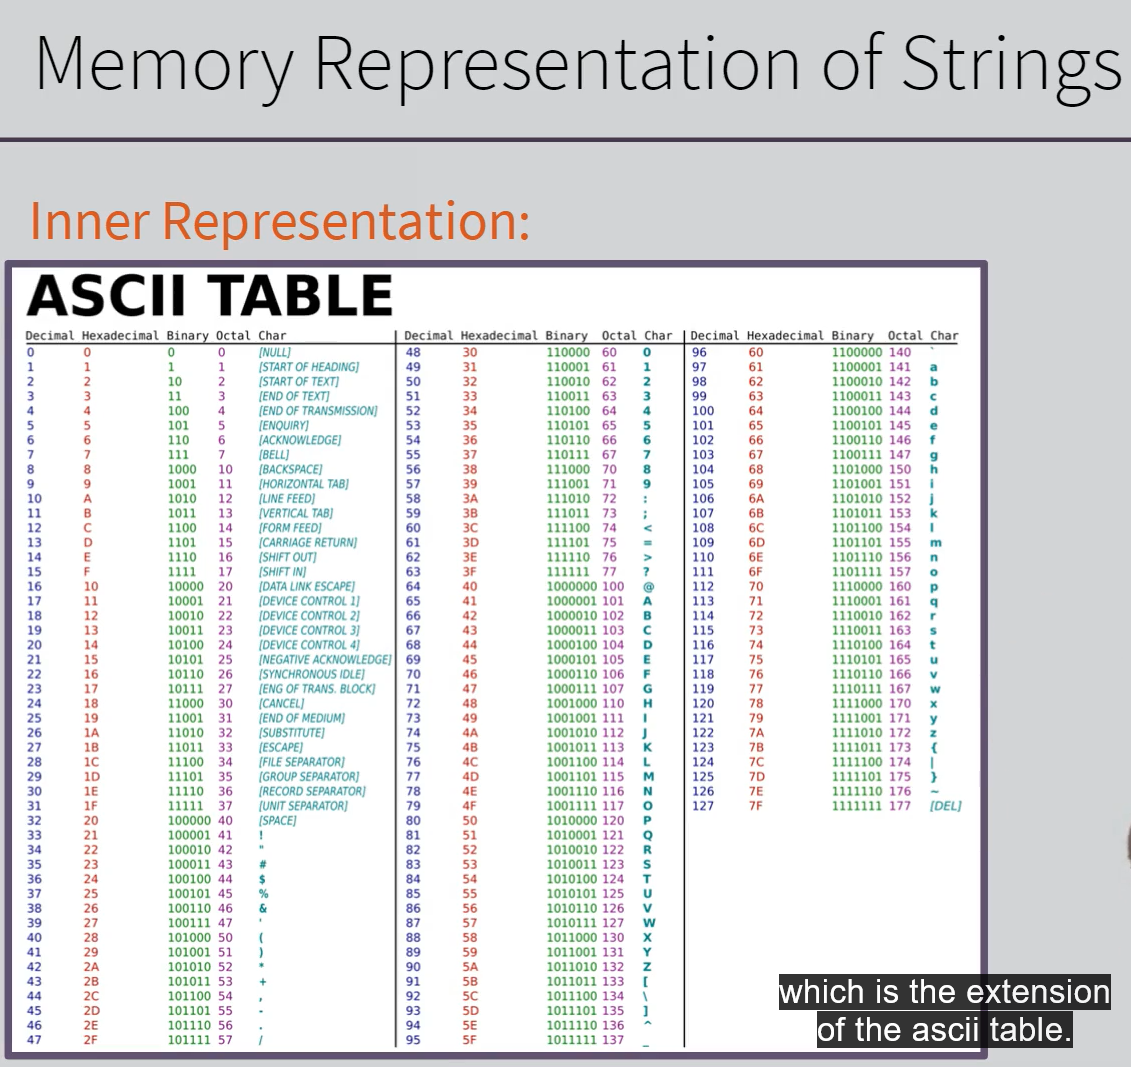 Memory Representation of Strings
Inner Representation:
ASCII TABLE
Decimal Hexadecimal Binary Octal Char Decimal Hexadecimal Binary Octal Char Decimal Hexadecimal Binary Octal Char
0 0 0 0 [NULL] 48 30 110000 60 0 96 60 1100000 140 `
1 1 1 1 [START OF HEADING] 49 31 110001 61 1 97 61 1100001 141 a
2 2 10 2 [START OF TEXT] 50 32 110010 62 2 98 62 1100010 142 b
3 3 11 3 [END OF TEXT] 51 33 110011 63 3 99 63 1100011 143 c
4 4 100 4 [END OF TRANSMISSION] 52 34 110100 64 4 100 64 1100100 144 d
5 5 101 5 [ENQUIRY] 53 35 110101 65 5 101 65 1100101 145 e
6 6 110 6 [ACKNOWLEDGE] 54 36 110110 66 6 102 66 1100110 146 f
7 7 111 7 [BELL] 55 37 110111 67 7 103 67 1100111 147 g
8 8 1000 10 [BACKSPACE] 56 38 111000 70 8 104 68 1101000 150 h
9 9 1001 11 [HORIZONTAL TAB] 57 39 111001 71 9 105 69 1101001 151 i
10 A 1010 12 [LINE FEED] 58 3A 111010 72 : 106 6A 1101010 152 j
11 B 1011 13 [VERTICAL TAB] 59 3B 111011 73 ; 107 6B 1101011 153 k
12 C 1100 14 [FORM FEED] 60 3C 111100 74 < 108 6C 1101100 154 l
13 D 1101 15 [CARRIAGE RETURN] 61 3D 111101 75 = 109 6D 1101101 155 m
14 E 1110 16 [SHIFT OUT] 62 3E 111110 76 > 110 6E 1101110 156 n
15 F 1111 17 [SHIFT IN] 63 3F 111111 77 ? 111 6F 1101111 157 o
16 10 10000 20 [DATA LINK ESCAPE] 64 40 1000000 100 @ 112 70 1110000 160 p
17 11 10001 21 [DEVICE CONTROL 1] 65 41 1000001 101 A 113 71 1110001 161 q
18 12 10010 22 [DEVICE CONTROL 2] 66 42 1000010 102 B 114 72 1110010 162 r
19 13 10011 23 [DEVICE CONTROL 3] 67 43 1000011 103 C 115 73 1110011 163 s
20 14 10100 24 [DEVICE CONTROL 4] 68 44 1000100 104 D 116 74 1110100 164 t
21 15 10101 25 [NEGATIVE ACKNOWLEDGE] 69 45 1000101 105 E 117 75 1110101 165 u
22 16 10110 26 [SYNCHRONOUS IDLE] 70 46 1000110 106 F 118 76 1110110 166 v
23 17 10111 27 [ENG OF TRANS. BLOCK] 71 47 1000111 107 G 119 77 1110111 167 w
24 18 11000 30 [CANCEL] 72 48 1001000 110 H 120 78 1111000 170 x
25 19 11001 31 [END OF MEDIUM] 73 49 1001001 111 I 121 79 1111001 171 y
26 1A 11010 32 [SUBSTITUTE] 74 4A 1001010 112 J 122 7A 1111010 172 z
27 1B 11011 33 [ESCAPE] 75 4B 1001011 113 K 123 7B 1111011 173 {
28 1C 11100 34 [FILE SEPARATOR] 76 4C 1001100 114 L 124 7C 1111100 174 |
29 1D 11101 35 [GROUP SEPARATOR] 77 4D 1001101 115 M 125 7D 1111101 175 }
30 1E 11110 36 [RECORD SEPARATOR] 78 4E 1001110 116 N 126 7E 1111110 176 ~
31 1F 11111 37 [UNIT SEPARATOR] 79 4F 1001111 117 O 127 7F 1111111 177 [DEL]
32 20 100000 40 [SPACE] 80 50 1010000 120 P
33 21 100001 41 ! 81 51 1010001 121 Q
34 22 100010 42 " 82 52 1010010 122 R
35 23 100011 43 # 83 53 1010011 123 S
36 24 100100 44 $ 84 54 1010100 124 T
37 25 100101 45 % 85 55 1010101 125 U
38 26 100110 46 & 86 56 1010110 126 V
39 27 100111 47 ' 87 57 1010111 127 W
40 28 101000 50 ( 88 58 1011000 130 X
41 29 101001 51 ) 89 59 1011001 131 Y
42 2A 101010 52 * 90 5A 1011010 132 Z
43 2B 101011 53 + 91 5B 1011011 133 [
44 2C 101100 54 , 92 5C 1011100 134 \
45 2D 101101 55 - 93 5D 1011101 135 ]
46 2E 101110 56 . 94 5E 1011110 136 ^
47 2F 101111 57 / 95 5F 1011111 137 _
which is the extension
of the ascii table.